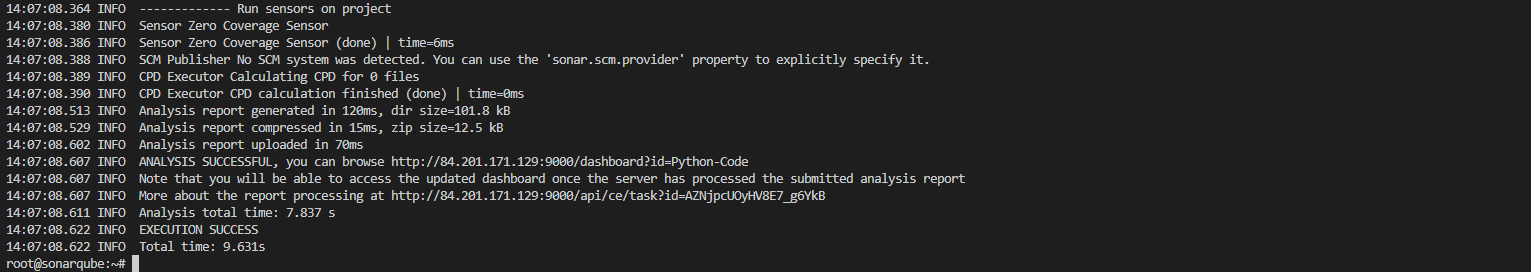 14:07:08.364 INFO  ------------- Run sensors on project
14:07:08.380 INFO  Sensor Zero Coverage Sensor
14:07:08.386 INFO  Sensor Zero Coverage Sensor (done) | time=6ms
14:07:08.388 INFO  SCM Publisher No SCM system was detected. You can use the 'sonar.scm.provider' property to explicitly specify it.
14:07:08.389 INFO  CPD Executor Calculating CPD for 0 files
14:07:08.390 INFO  CPD Executor CPD calculation finished (done) | time=0ms
14:07:08.513 INFO  Analysis report generated in 120ms, dir size=101.8 kB
14:07:08.529 INFO  Analysis report compressed in 15ms, zip size=12.5 kB
14:07:08.602 INFO  Analysis report uploaded in 70ms
14:07:08.607 INFO  ANALYSIS SUCCESSFUL, you can browse http://84.201.171.129:9000/dashboard?id=Python-Code
14:07:08.607 INFO  Note that you will be able to access the updated dashboard once the server has processed the submitted analysis report
14:07:08.607 INFO  More about the report processing at http://84.201.171.129:9000/api/ce/task?id=AZNjpcUOyHV8E7_g6YkB
14:07:08.611 INFO  Analysis total time: 7.837 s
14:07:08.622 INFO  EXECUTION SUCCESS
14:07:08.622 INFO  Total time: 9.631s
root@sonarqube:~#